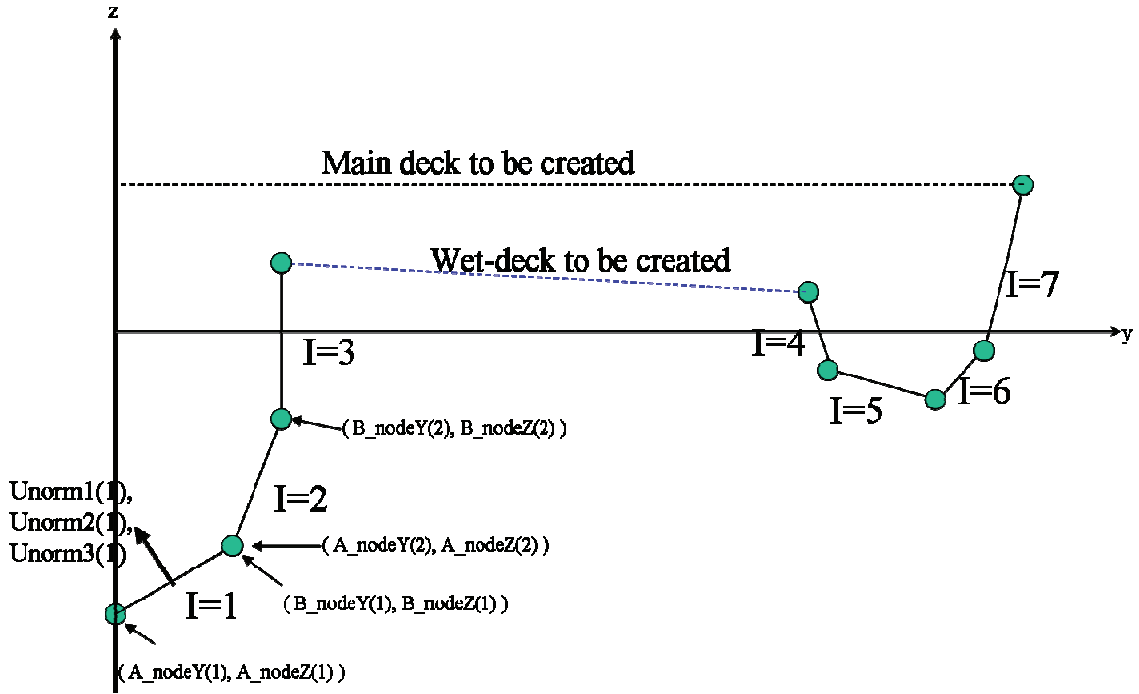 z
Main deck to be created
Wet-deck to be created
I=7
y
I=4
I=3
I=6
I=5
( B_nodeY(2), B_nodeZ(2) )
Unorm1(1),
Unorm2(1),
Unorm3(1)
I=2
( A_nodeY(2), A_nodeZ(2) )
I=1
( B_nodeY(1), B_nodeZ(1) )
( A_nodeY(1), A_nodeZ(1) )